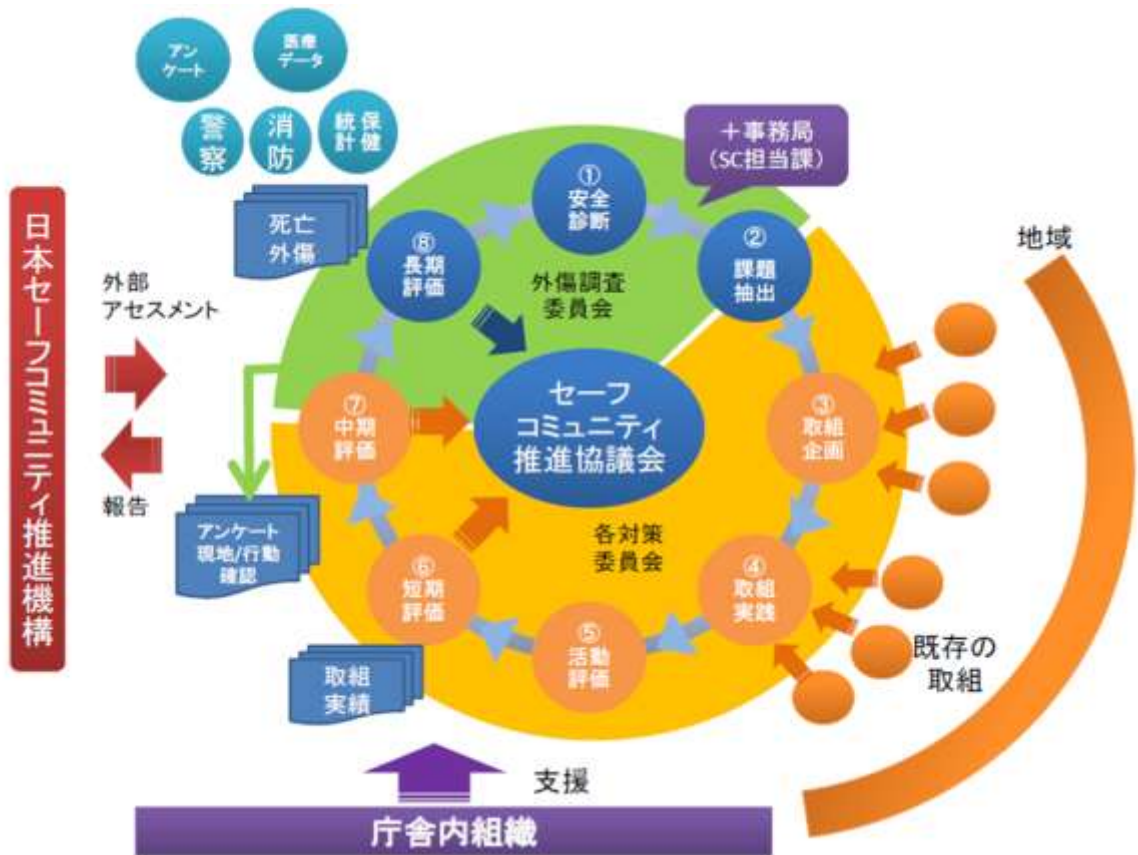 アン
ケート
医療
データ
警察
消防
保健
統計
死亡
外傷
＋事務局
（SC担当課）
①
安全
診断
②
課題
抽出
⑧
長期
評価
外傷調査
委員会
地域
日本セーフコミュニティ推進機構
外部
アセスメント
報告
セーフ
コミュニティ
推進協議会
③
取組
企画
⑦
中期
評価
アンケート
現地/行動
確認
各対策
委員会
④
取組
実践
⑥
短期
評価
⑤
活動
評価
既存の
取組
取組
実績
支援
庁舎内組織